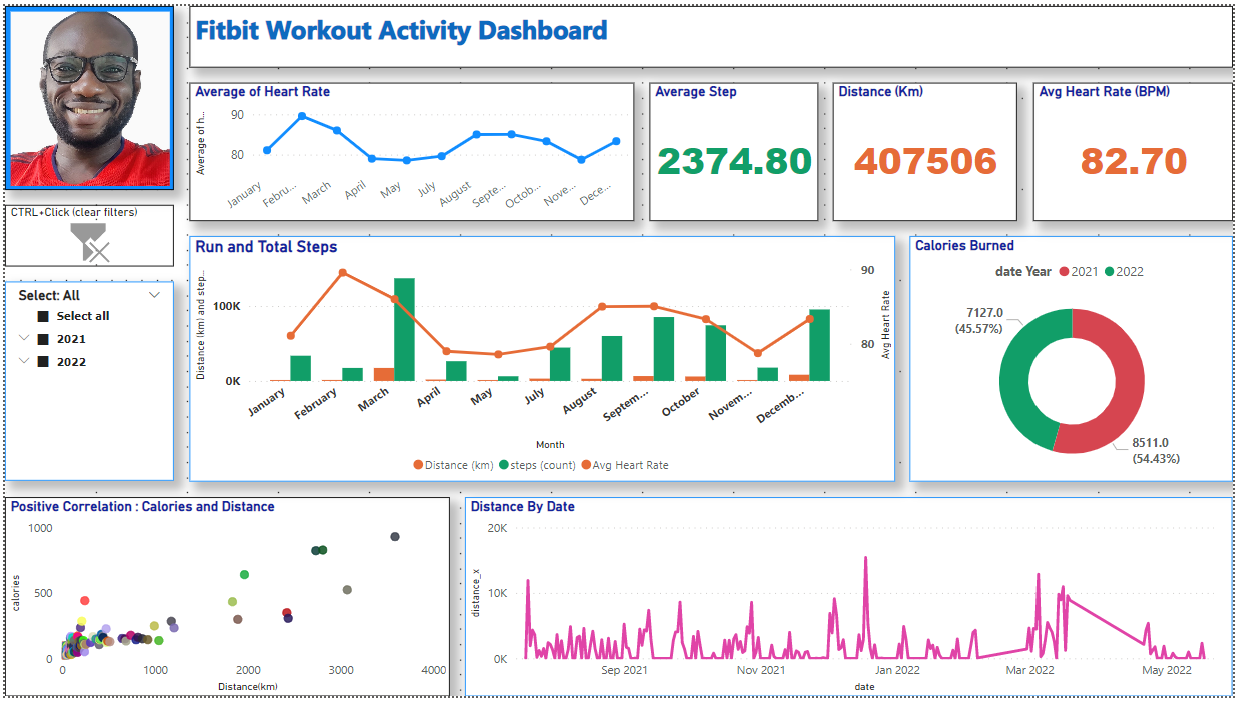 Fitbit Workout Activity Dashboard
Average of Heart Rate
Average of h...
90
80
January
Febru...
March
April
May
July
August
Septe...
Octob...
Nove...
Dece...
Average Step
2374.80
Distance (Km)
407506
Avg Heart Rate (BPM)
82.70
CTRL+Click (clear filters)
Select: All
Select all
2021
2022
Run and Total Steps
Distance (km) and step...
100K
0K
90
80
Avg Heart Rate
January
February
March
April
May
July
August
Septem...
October
Novem...
Decemb...
Month
Distance (km) steps (count) Avg Heart Rate
Calories Burned
date Year 2021 2022
7127.0
(45.57%)
8511.0
(54.43%)
Positive Correlation : Calories and Distance
calories
1000
500
0
0 1000 2000 3000 4000
Distance(km)
Distance By Date
distance_x
20K
10K
0K
Sep 2021 Nov 2021 Jan 2022 Mar 2022 May 2022
date